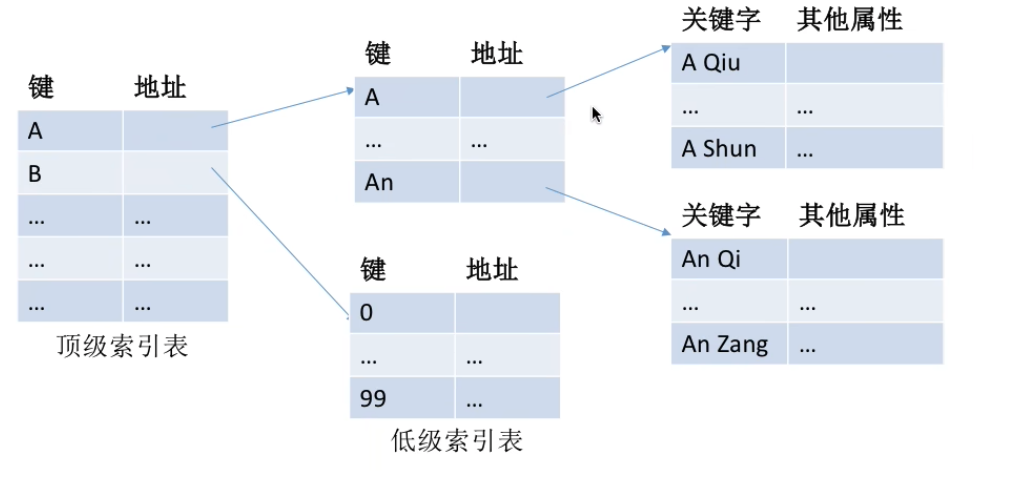 键 地址
A
B
... ...
... ...
... ...
顶级索引表
键 地址
A
... ...
An
键 地址
0
... ...
99 ...
低级索引表
关键字 其他属性
A Qiu
... ...
A Shun ...
关键字 其他属性
An Qi
... ...
An Zang ...